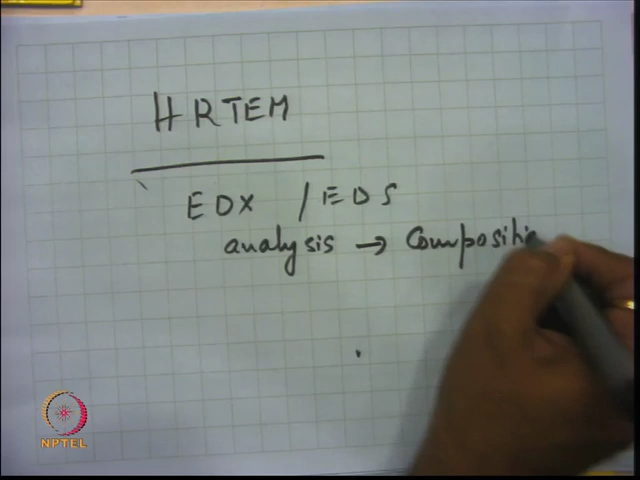 HRTEM
EDX / EDS
analysis → Compositi
NPTEL